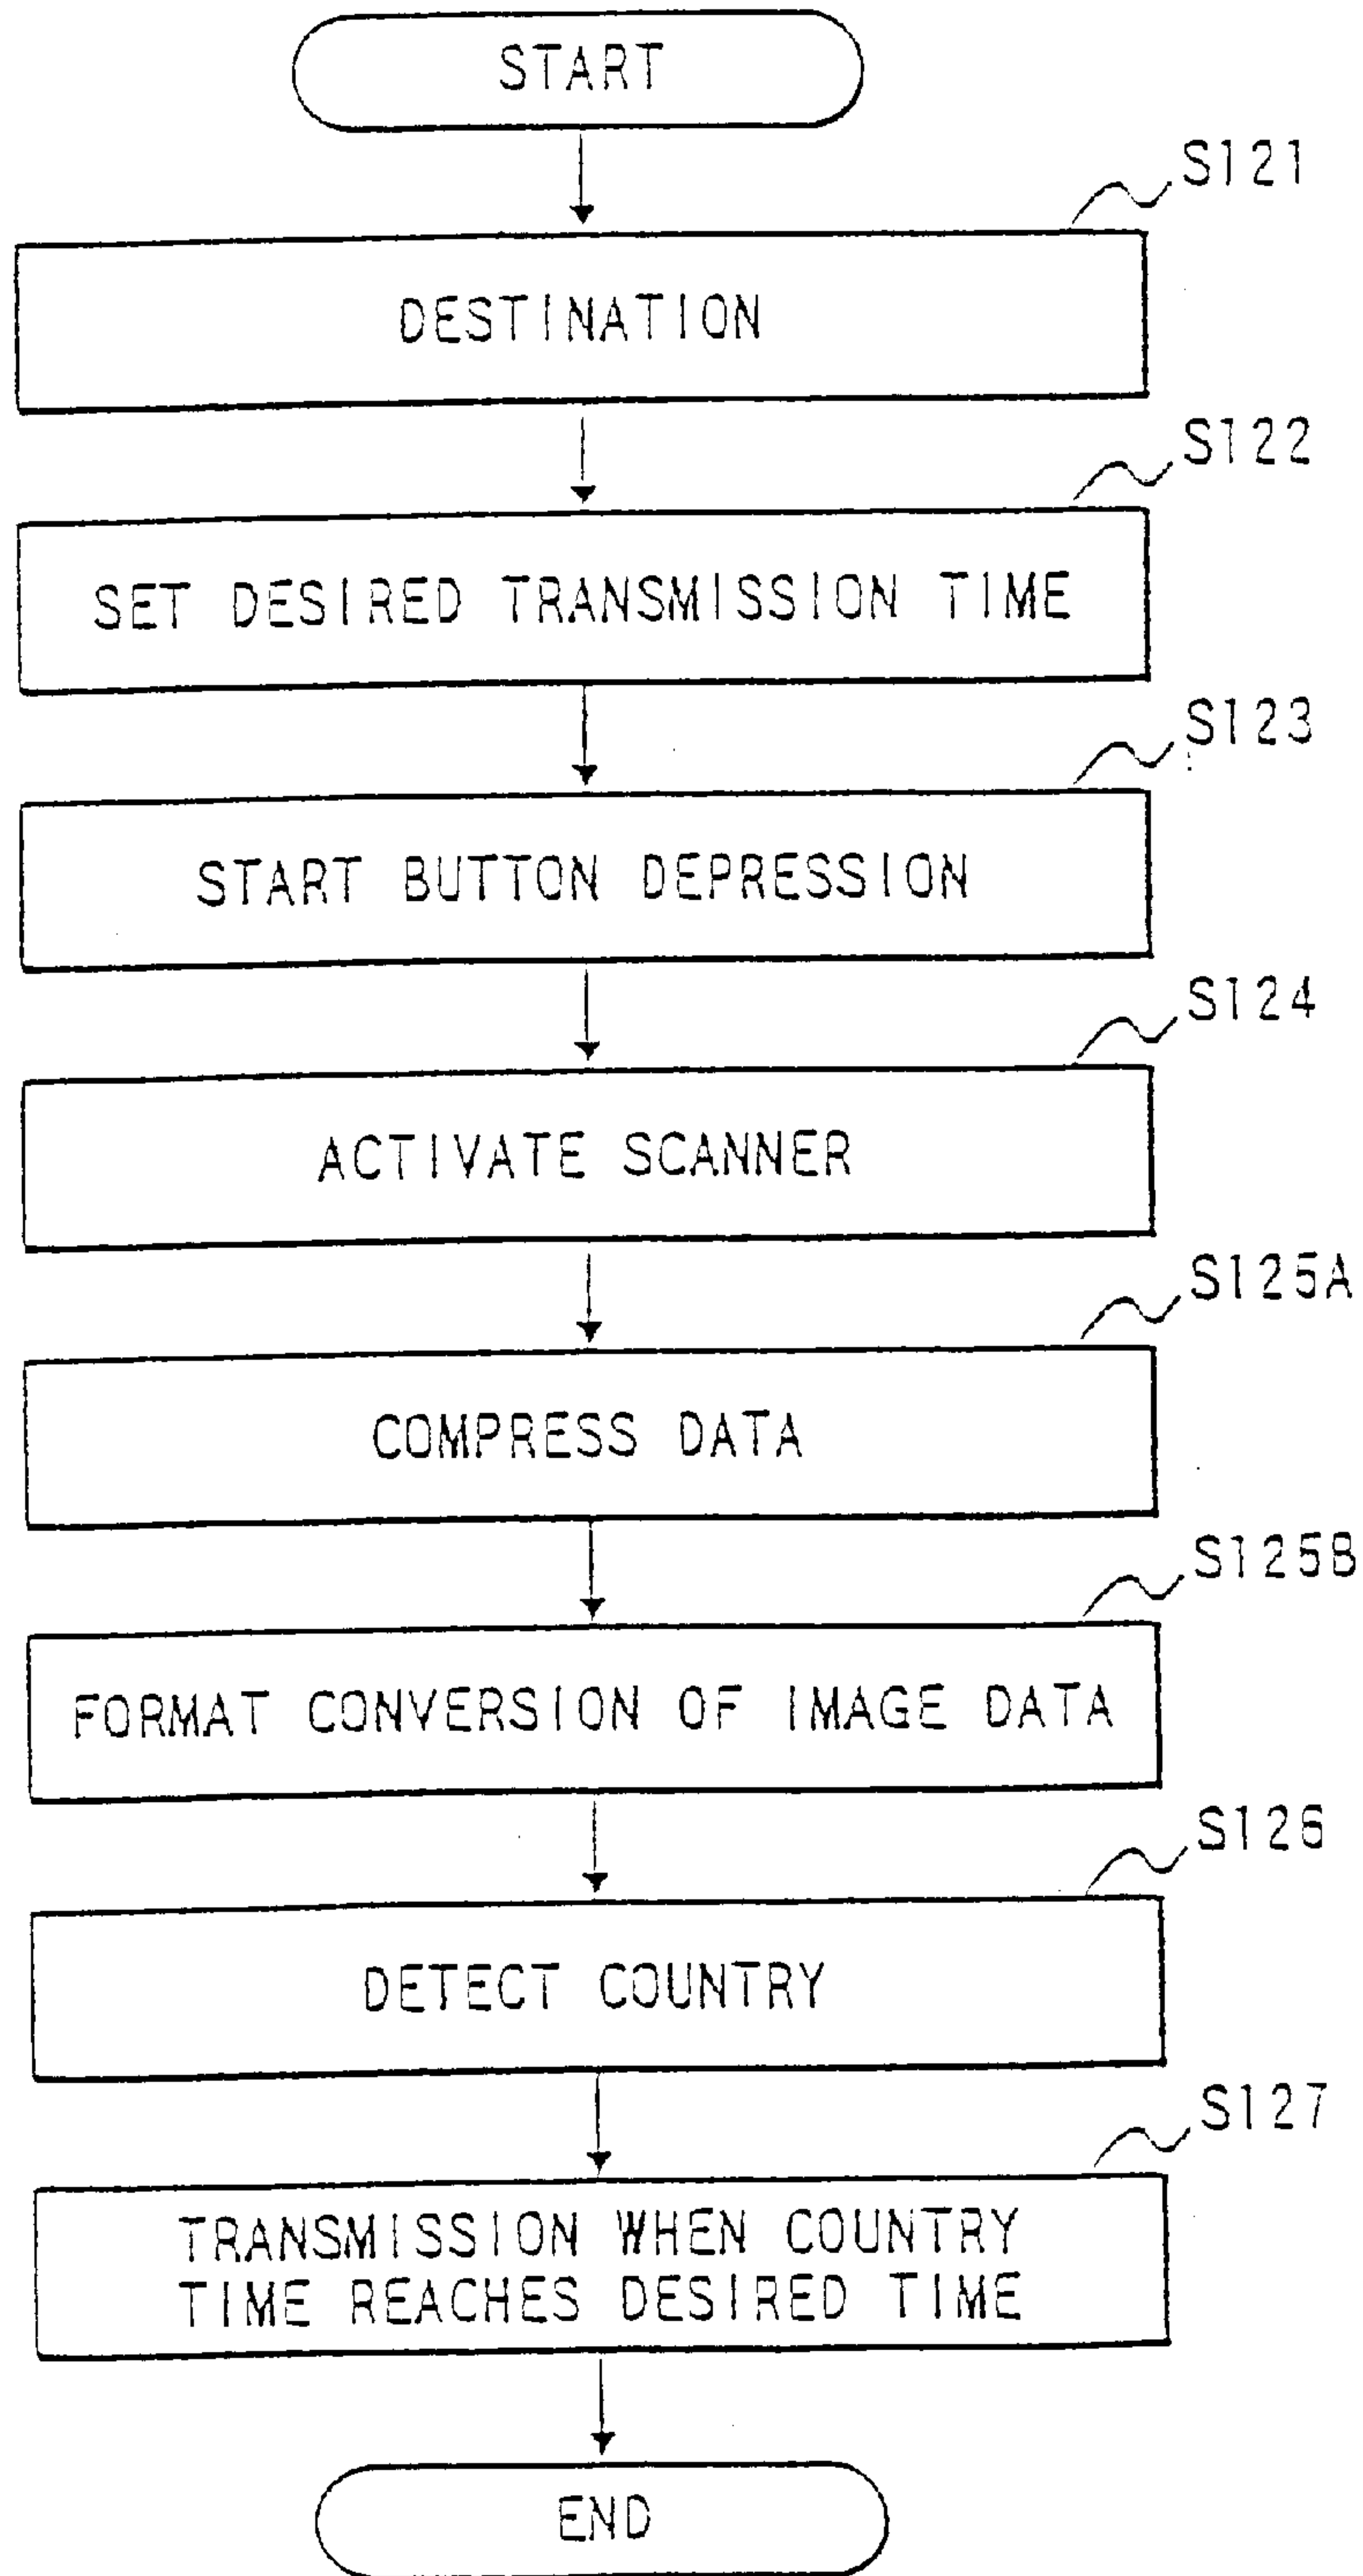 START
S121
DESTINATION
S122
SET DESIRED TRANSMISSION TIME
S123
START BUTTON DEPRESSION
S124
ACTIVATE SCANNER
S125A
COMPRESS DATA
S125B
FORMAT CONVERSION OF IMAGE DATA
S126
DETECT COUNTRY
S127
TRANSMISSION WHEN COUNTRY
TIME REACHES DESIRED TIME
END